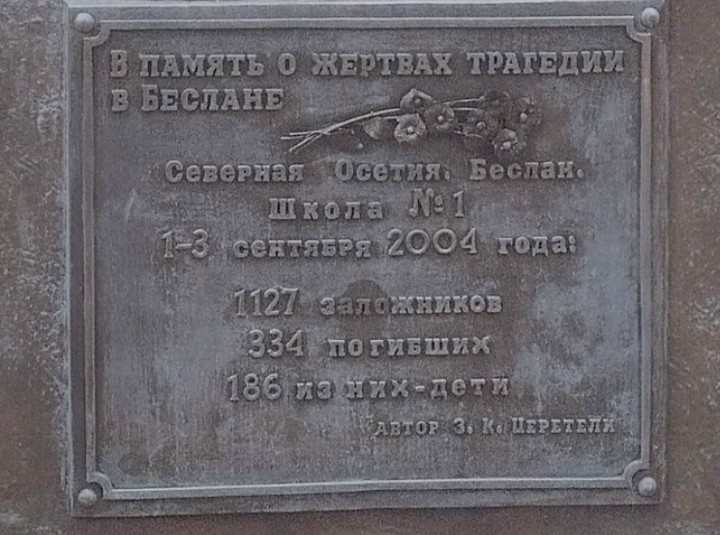 В ПАМЯТЬ О ЖЕРТВАХ ТРАГЕДИИ
В БЕСЛАНЕ
СЕВЕРНАЯ ОСЕТИЯ. БЕСЛАН.
ШКОЛА №1
1-3 СЕНТЯБРЯ 2004 ГОДА:
1127 ЗАЛОЖНИКОВ
334 ПОГИБШИХ
186 ИЗ НИХ-ДЕТИ
АВТОР З. К. ЦЕРЕТЕЛИ